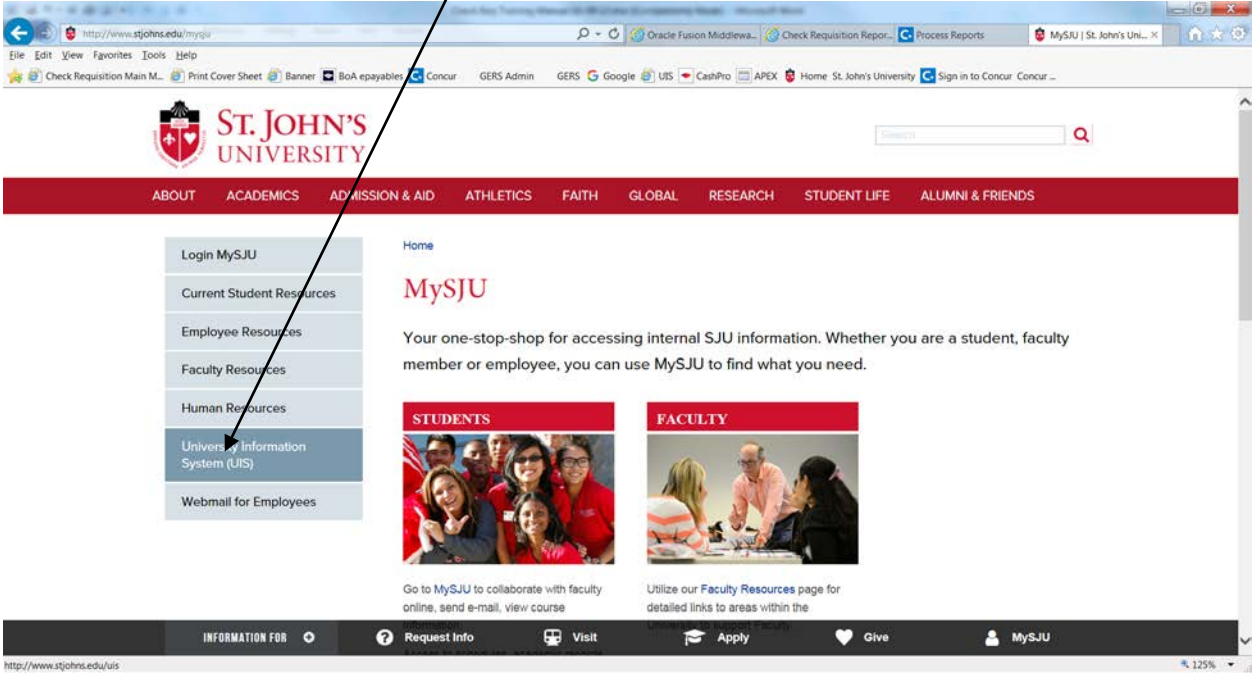 http://www.stjohns.edu/mysju
Oracle Fusion Middlewa...
Check Requisition Repor...
Process Reports
MySJU | St. John's Uni...
File Edit View Favorites Tools Help
Check Requisition Main M... Print Cover Sheet Banner BoA epayables Concur GERS Admin GERS Google UIS CashPro APEX Home St. John's University Sign in to Concur Concur ...
ST. JOHN'S
UNIVERSITY
Search
ABOUT ACADEMICS ADMISSION & AID ATHLETICS FAITH GLOBAL RESEARCH STUDENT LIFE ALUMNI & FRIENDS
Login MySJU
Current Student Resources
Employee Resources
Faculty Resources
Human Resources
University Information
System (UIS)
Webmail for Employees
Home
MySJU
Your one-stop-shop for accessing internal SJU information. Whether you are a student, faculty
member or employee, you can use MySJU to find what you need.
STUDENTS
Go to MySJU to collaborate with faculty
online, send e-mail, view course
information
FACULTY
Utilize our Faculty Resources page for
detailed links to areas within the
University to support Faculty
INFORMATION FOR Request Info Visit Apply Give MySJU
http://www.stjohns.edu/uis
125%